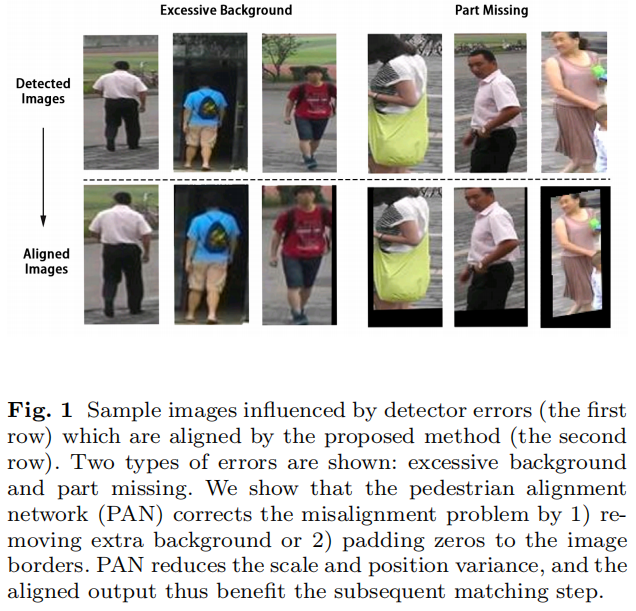 Excessive Background
Part Missing
Detected
Images
Aligned
Images
Fig. 1 Sample images influenced by detector errors (the first
row) which are aligned by the proposed method (the second
row). Two types of errors are shown: excessive background
and part missing. We show that the pedestrian alignment
network (PAN) corrects the misalignment problem by 1) re-
moving extra background or 2) padding zeros to the image
borders. PAN reduces the scale and position variance, and the
aligned output thus benefit the subsequent matching step.